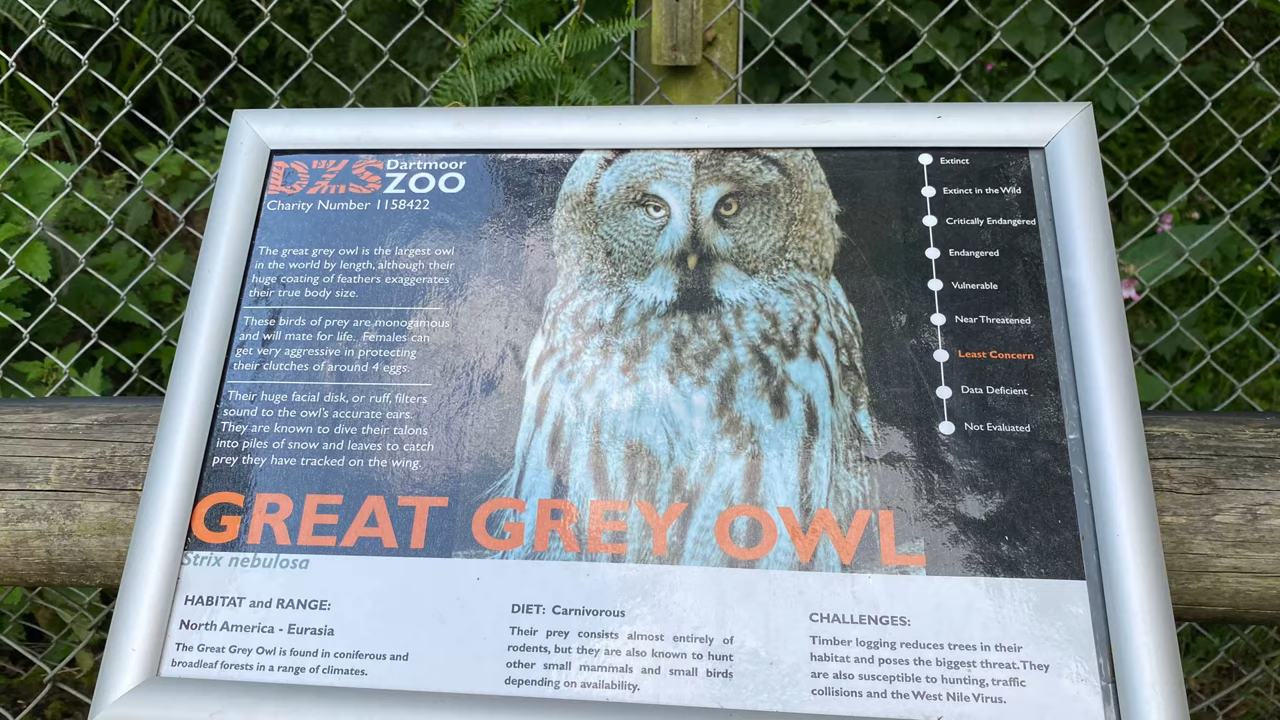 DZS Dartmoor
ZOO
Charity Number 1158422
The great grey owl is the largest owl
in the world by length, although their
huge coating of feathers exaggerates
their true body size.
These birds of prey are monogamous
and will mate for life. Females can
get very aggressive in protecting
their clutches of around 4 eggs.
Their huge facial disk, or ruff, filters
sound to the owl's accurate ears.
They are known to dive their talons
into piles of snow and leaves to catch
prey they have tracked on the wing.
Extinct
Extinct in the Wild
Critically Endangered
Endangered
Vulnerable
Near Threatened
Least Concern
Data Deficient
Not Evaluated
GREAT GREY OWL
Strix nebulosa
HABITAT and RANGE:
North America - Eurasia
The Great Grey Owl is found in coniferous and
broadleaf forests in a range of climates.
DIET: Carnivorous
Their prey consists almost entirely of
rodents, but they are also known to hunt
other small mammals and small birds
depending on availability.
CHALLENGES:
Timber logging reduces trees in their
habitat and poses the biggest threat. They
are also susceptible to hunting, traffic
collisions and the West Nile Virus.